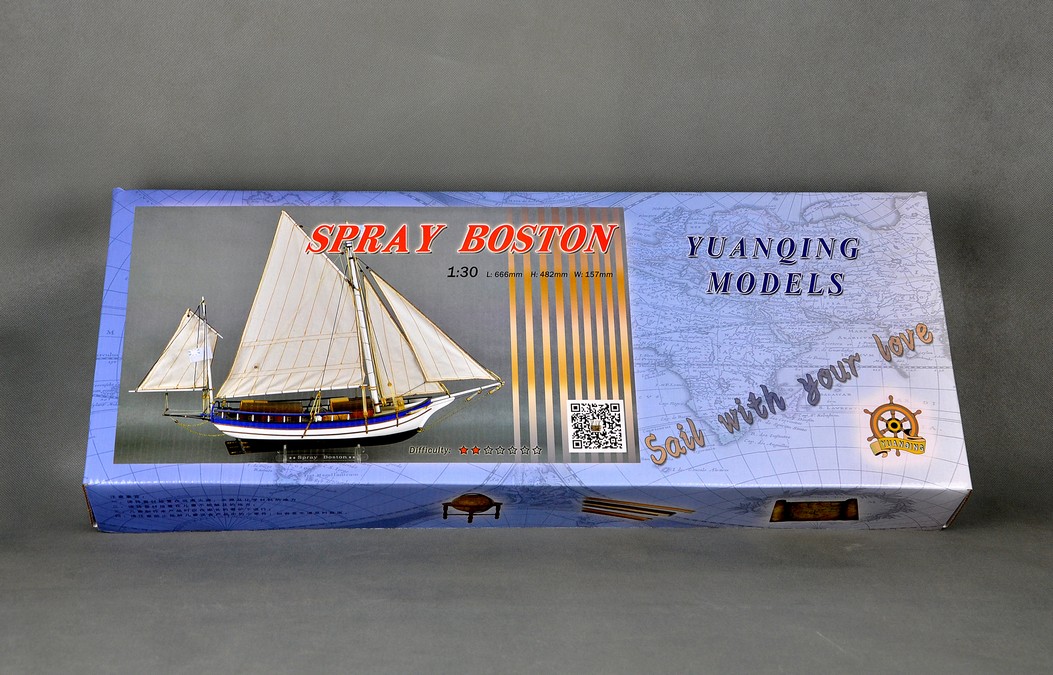 SPRAY BOSTON
1:30 L: 666mm H: 482mm W: 157mm
Spray Boston
Difficulty:
YUANQING
MODELS
Sail with your love
YUANQING